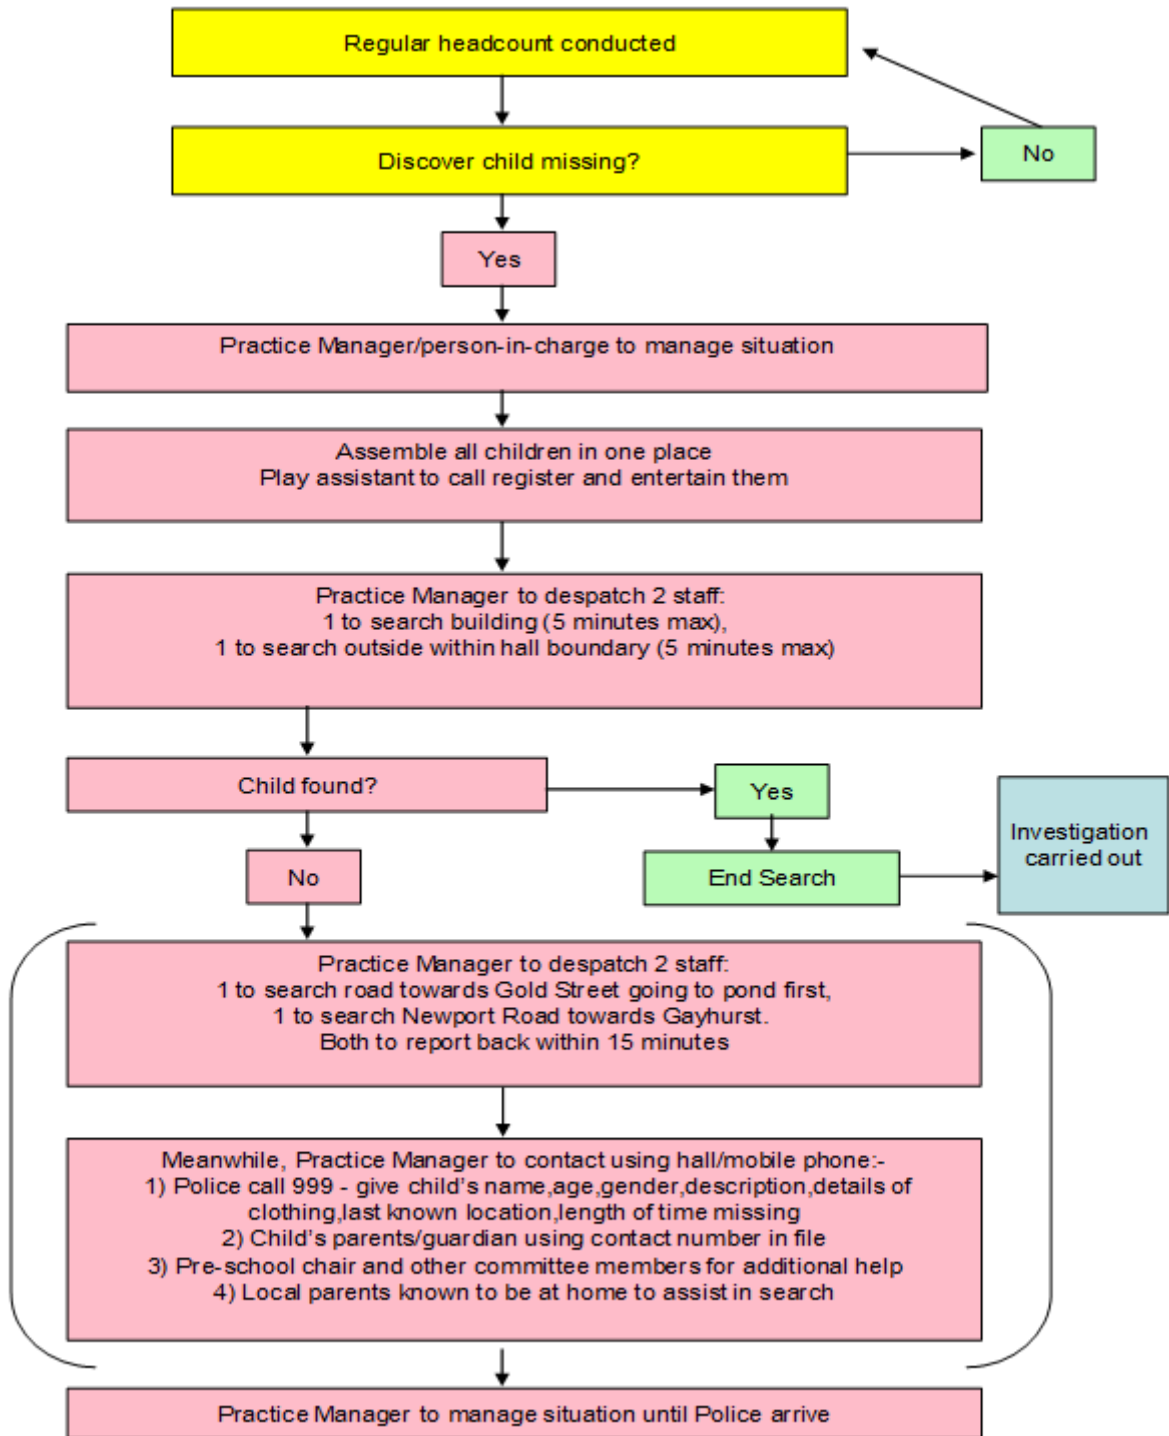 Regular headcount conducted
Discover child missing?
No
Yes
Practice Manager/person-in-charge to manage situation
Assemble all children in one place
Play assistant to call register and entertain them
Practice Manager to despatch 2 staff:
1 to search building (5 minutes max),
1 to search outside within hall boundary (5 minutes max)
Child found?
Yes
No
End Search
Investigation
carried out
Practice Manager to despatch 2 staff:
1 to search road towards Gold Street going to pond first,
1 to search Newport Road towards Gayhurst.
Both to report back within 15 minutes
Meanwhile, Practice Manager to contact using hall/mobile phone:-
1) Police call 999 - give child's name,age,gender,description,details of
clothing,last known location,length of time missing
2) Child's parents/guardian using contact number in file
3) Pre-school chair and other committee members for additional help
4) Local parents known to be at home to assist in search
Practice Manager to manage situation until Police arrive